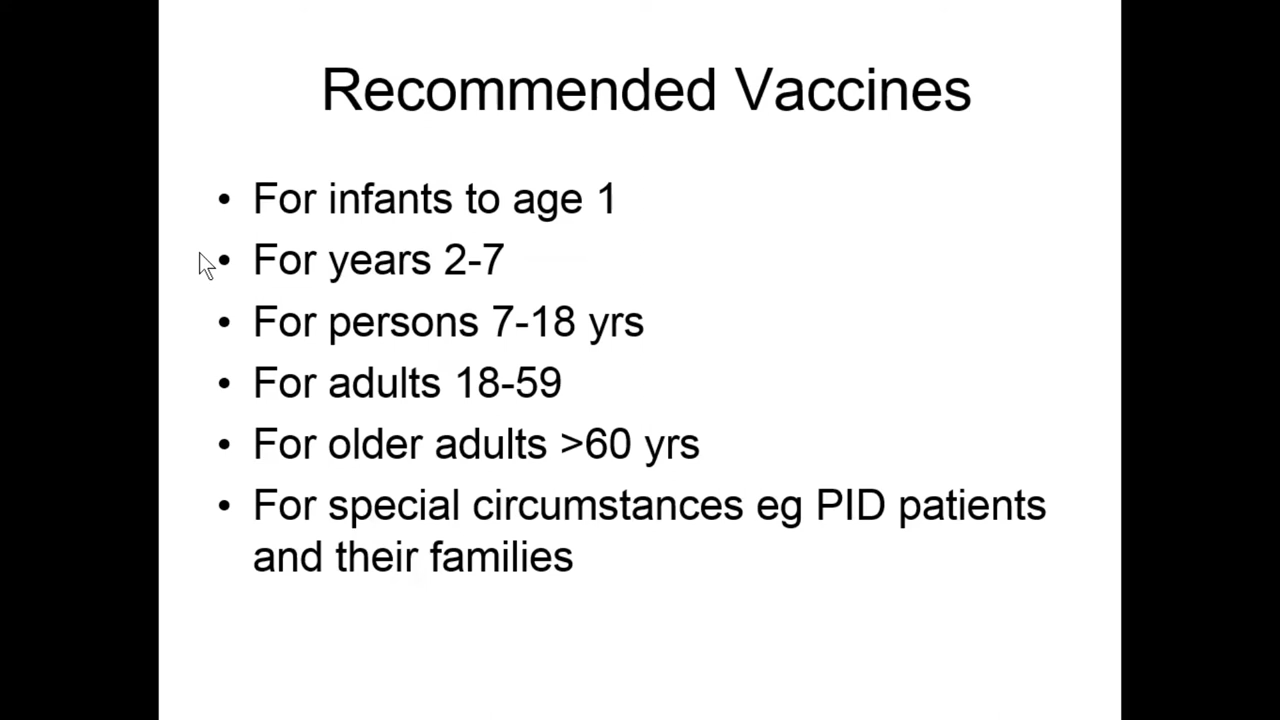 Recommended Vaccines
• For infants to age 1
• For years 2-7
• For persons 7-18 yrs
• For adults 18-59
• For older adults >60 yrs
• For special circumstances eg PID patients
and their families